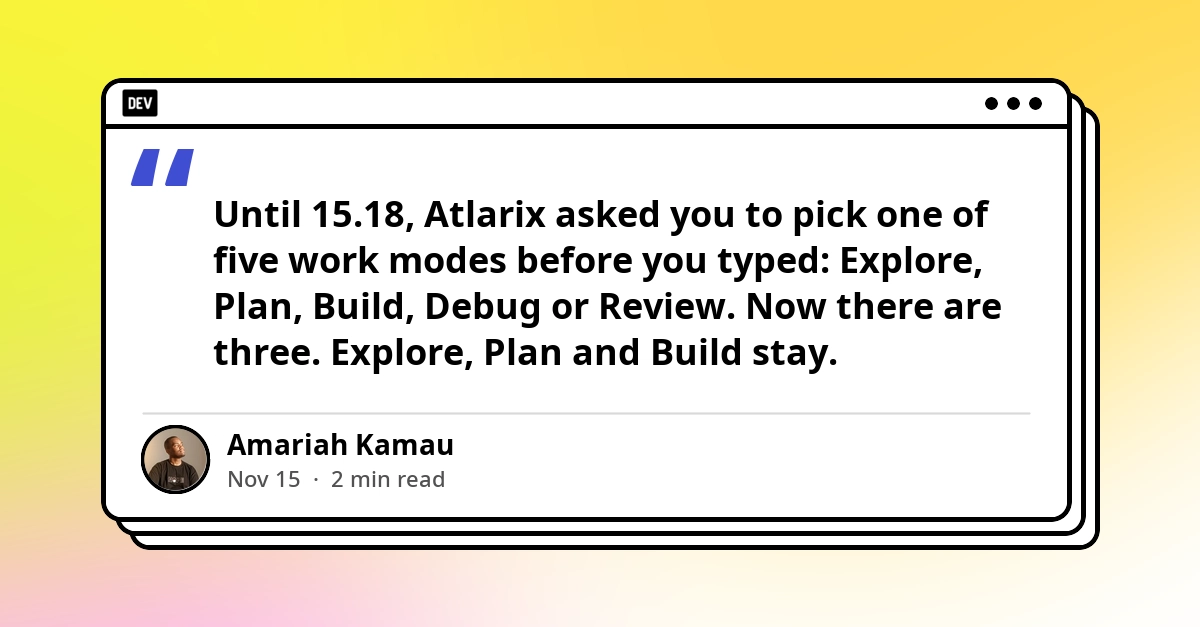 DEV
“
Until 15.18, Atlarix asked you to pick one of
five work modes before you typed: Explore,
Plan, Build, Debug or Review. Now there are
three. Explore, Plan and Build stay.
Amariah Kamau
Nov 15 · 2 min read